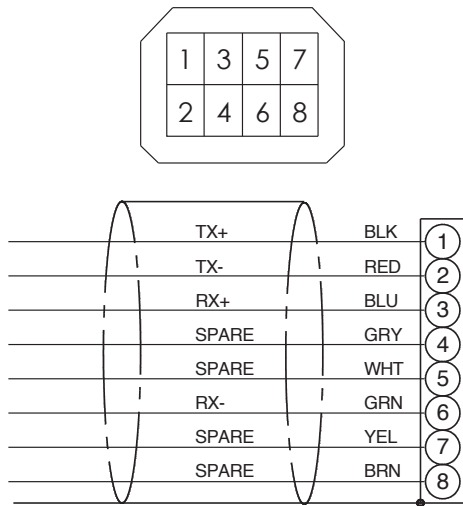 1 3 5 7
2 4 6 8
TX+ BLK 1
TX- RED 2
RX+ BLU 3
SPARE GRY 4
SPARE WHT 5
RX- GRN 6
SPARE YEL 7
SPARE BRN 8